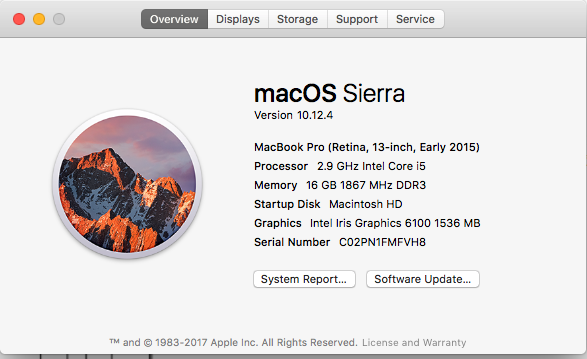 Overview Displays Storage Support Service
macOS Sierra
Version 10.12.4
MacBook Pro (Retina, 13-inch, Early 2015)
Processor 2.9 GHz Intel Core i5
Memory 16 GB 1867 MHz DDR3
Startup Disk Macintosh HD
Graphics Intel Iris Graphics 6100 1536 MB
Serial Number C02PN1FMFVH8
System Report... Software Update...
™ and © 1983-2017 Apple Inc. All Rights Reserved. License and Warranty